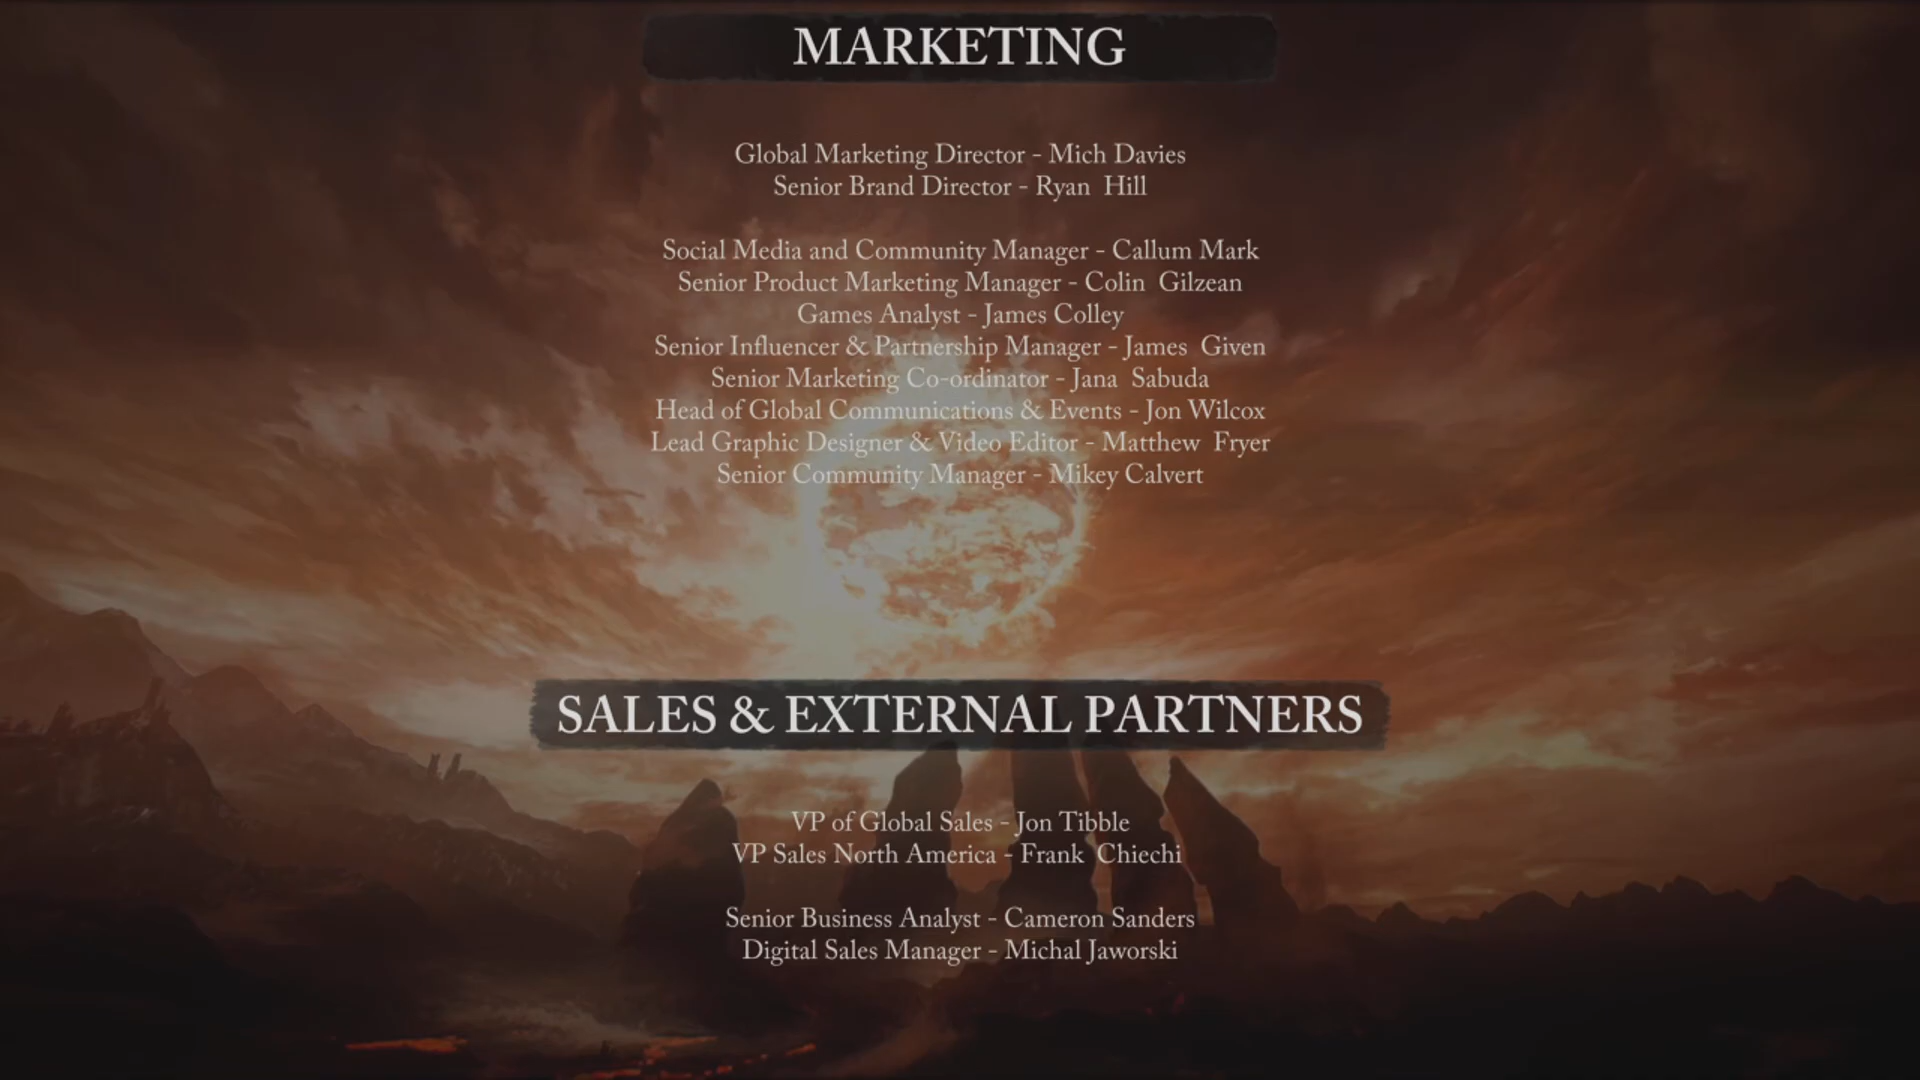 MARKETING
Global Marketing Director - Mich Davies
Senior Brand Director - Ryan  Hill
Social Media and Community Manager - Callum Mark
Senior Product Marketing Manager - Colin  Gilzean
Games Analyst - James Colley
Senior Influencer & Partnership Manager - James  Given
Senior Marketing Co-ordinator - Jana  Sabuda
Head of Global Communications & Events - Jon Wilcox
Lead Graphic Designer & Video Editor - Matthew  Fryer
Senior Community Manager - Mikey Calvert
SALES & EXTERNAL PARTNERS
VP of Global Sales - Jon Tibble
VP Sales North America - Frank  Chiechi
Senior Business Analyst - Cameron Sanders
Digital Sales Manager - Michal Jaworski